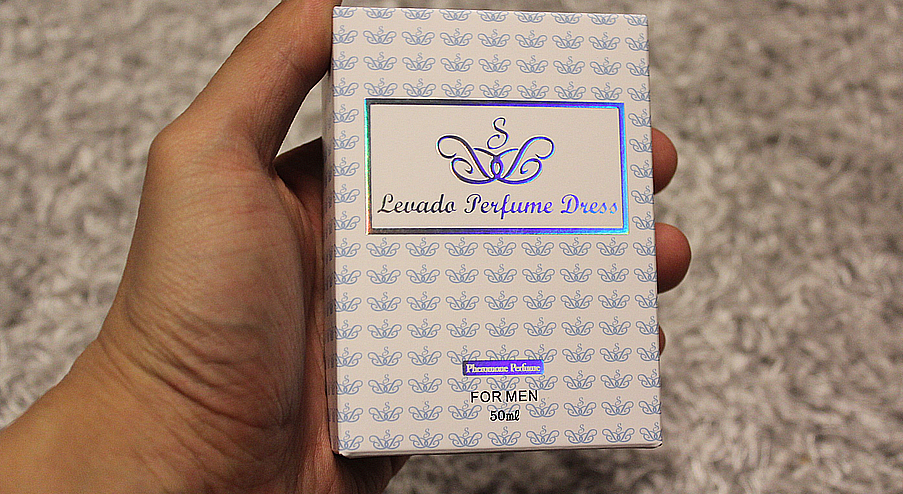 S
Levado Perfume Dress
Pheromone Perfume
FOR MEN
50㎖